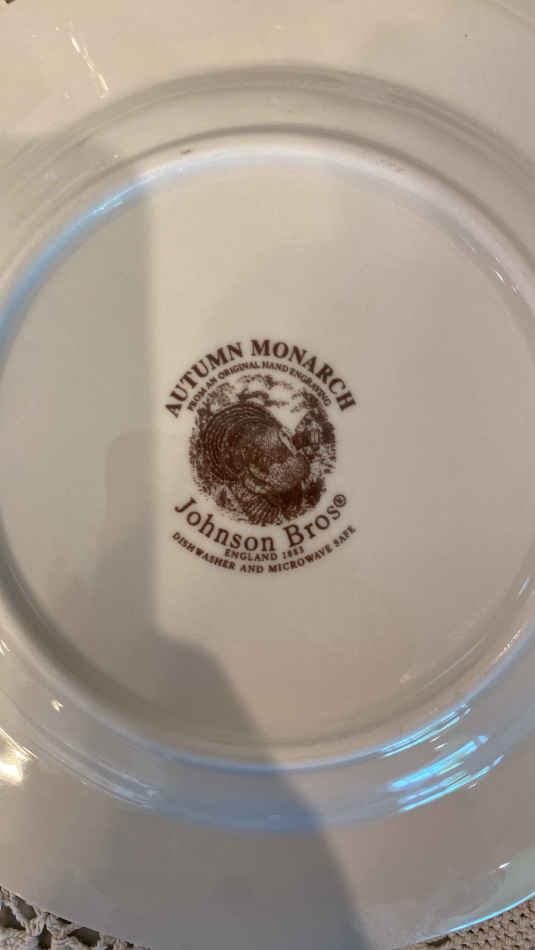 AUTUMN MONARCH
FROM AN ORIGINAL HAND ENGRAVING
Johnson Bros®
ENGLAND 1883
DISHWASHER AND MICROWAVE SAFE